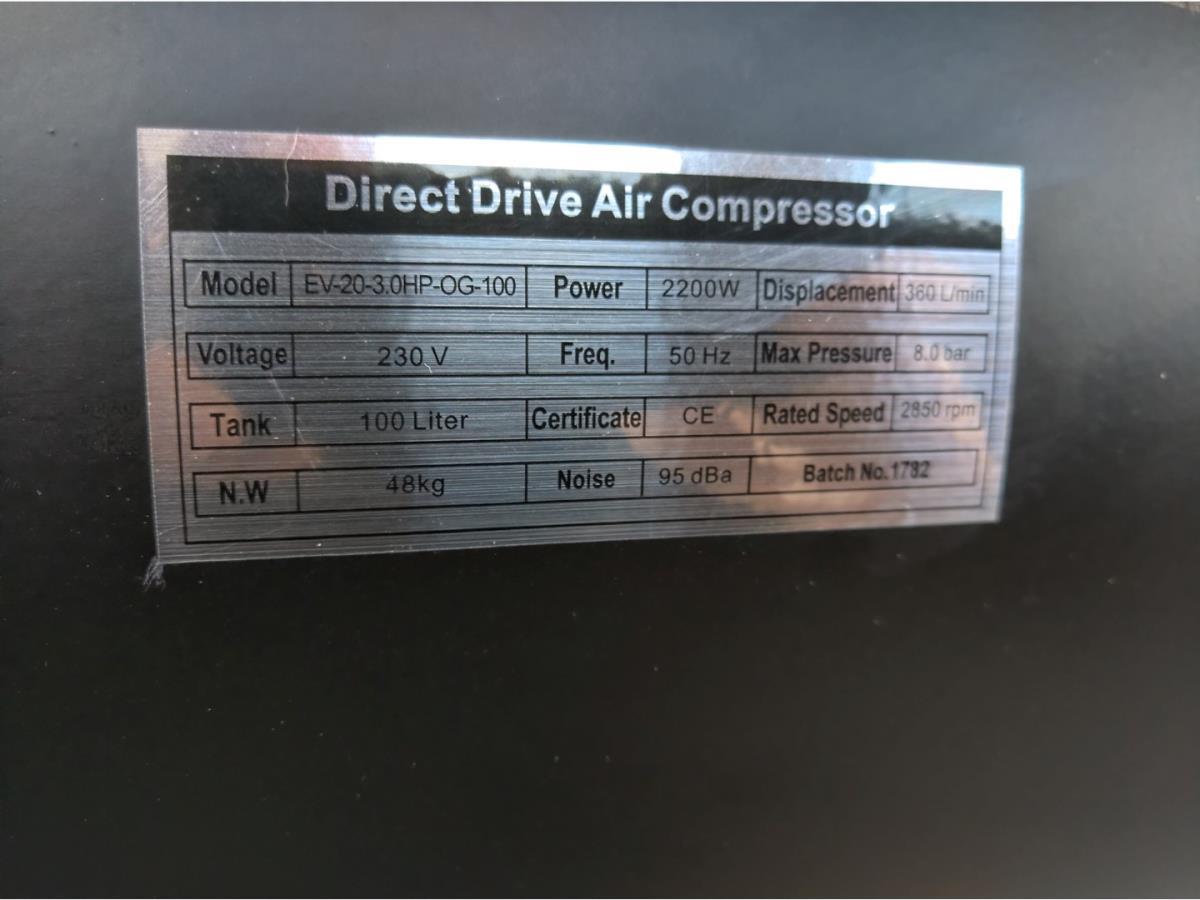 Direct Drive Air Compressor
Model EV-20-3.0HP-OG-100 Power 2200W Displacement 360 L/min
Voltage 230 V Freq. 50 Hz Max Pressure 8.0 bar
Tank 100 Liter Certificate CE Rated Speed 2850 rpm
N.W 48kg Noise 95 dBa Batch No. 1782